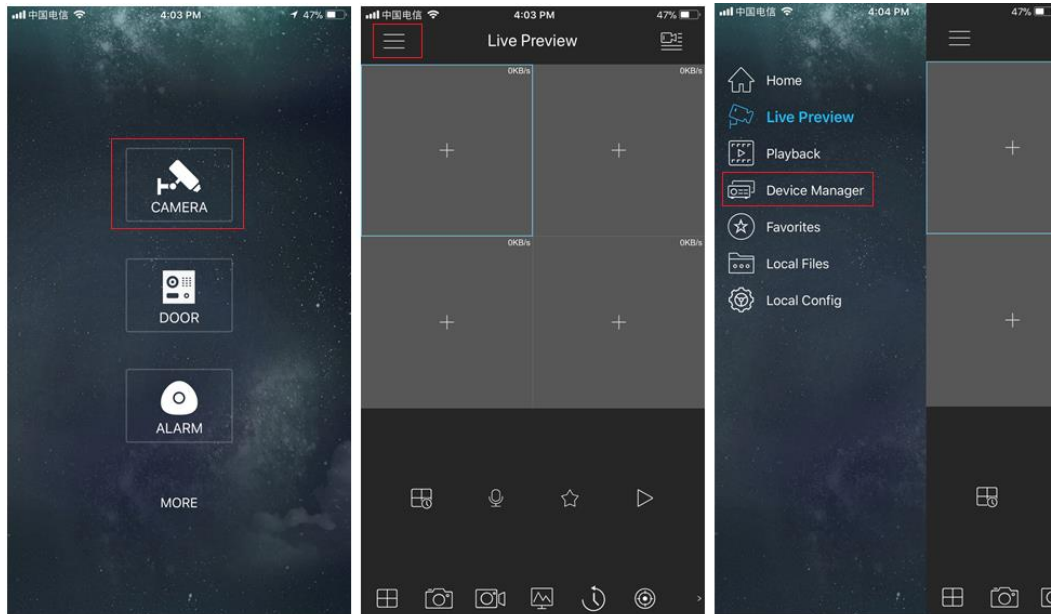 中国电信 4:03 PM 47%
CAMERA
DOOR
ALARM
MORE
中国电信 4:03 PM 47%
Live Preview
0KB/s 0KB/s
0KB/s 0KB/s
中国电信 4:04 PM 47%
Home
Live Preview
Playback
Device Manager
Favorites
Local Files
Local Config